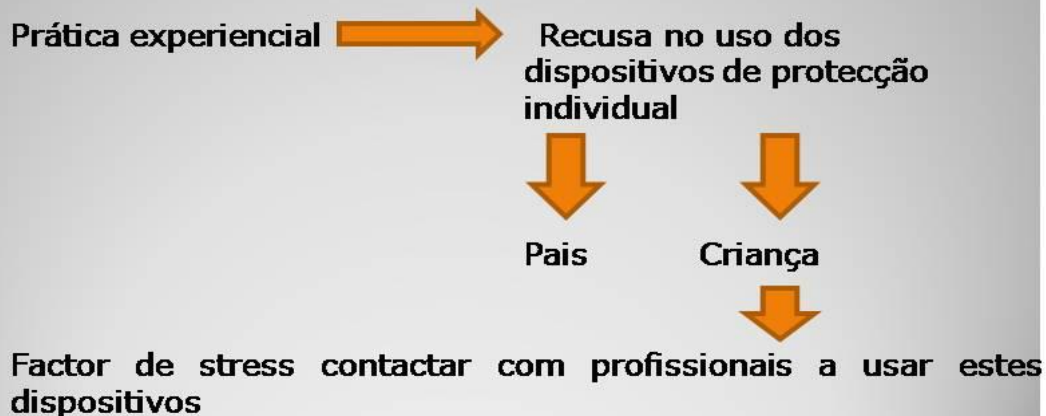 Prática experiencial
Recusa no uso dos
dispositivos de protecção
individual
Pais
Criança
Factor de stress contactar com profissionais a usar estes
dispositivos